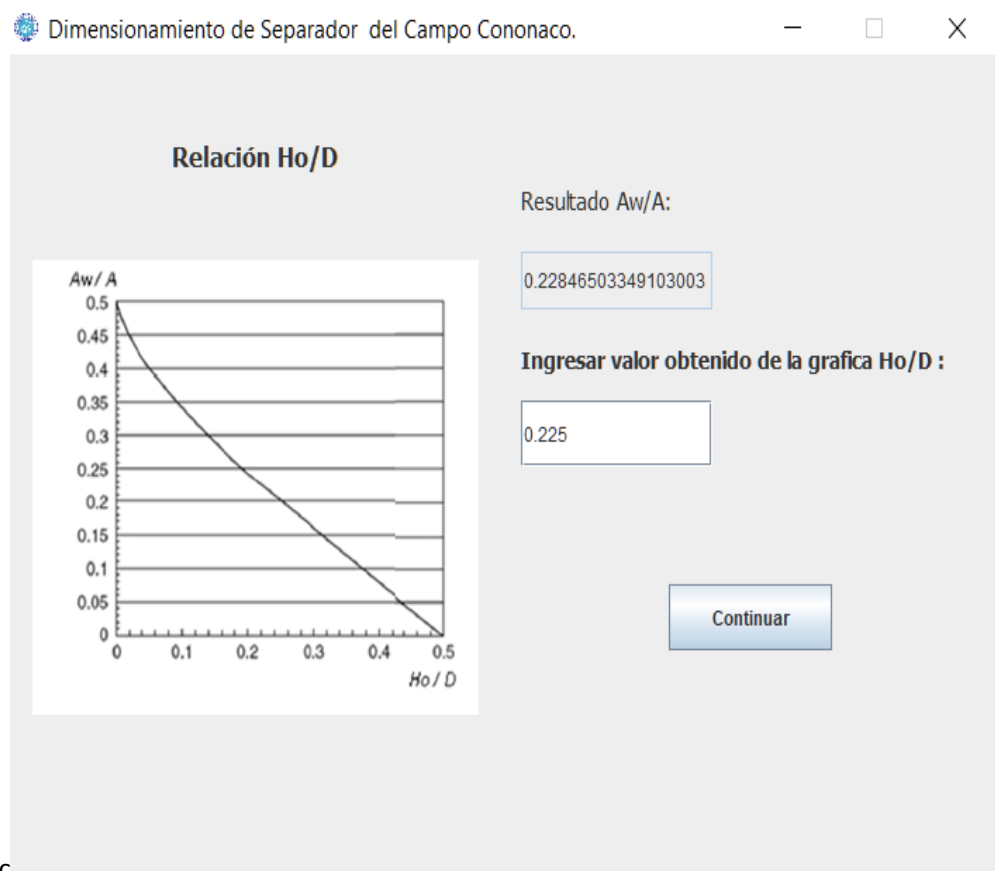 Dimensionamiento de Separador del Campo Cononaco.
Relación Ho/D
Resultado Aw/A:
0.22846503349103003
Ingresar valor obtenido de la grafica Ho/D :
0.225
Continuar
Aw/ A
0.5
0.45
0.4
0.35
0.3
0.25
0.2
0.15
0.1
0.05
0
0 0.1 0.2 0.3 0.4 0.5
Ho / D
c